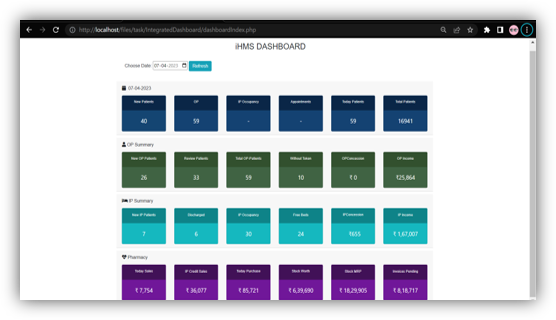 http://localhost/files/task/IntegratedDashboard/dashboardIndex.php
iHMS DASHBOARD
Choose Date 07-04-2023 Refresh
07-04-2023
New Patients OP IP Occupancy Appointments Today Patients Total Patients
40 59 - - 59 16941
OP Summary
New OP Patients Review Patients Total OP Patients Without Token OPConcession OP Income
26 33 59 10 ₹ 0 ₹25,864
IP Summary
New IP Patients Discharged IP Occupancy Free Beds IPConcession IP Income
7 6 30 24 ₹655 ₹ 1,67,007
Pharmacy
Today Sales IP Credit Sales Today Purchase Stock Worth Stock MRP Invoices Pending
₹ 7,754 ₹ 36,077 ₹ 85,721 ₹ 6,39,690 ₹ 18,29,905 ₹ 8,18,717